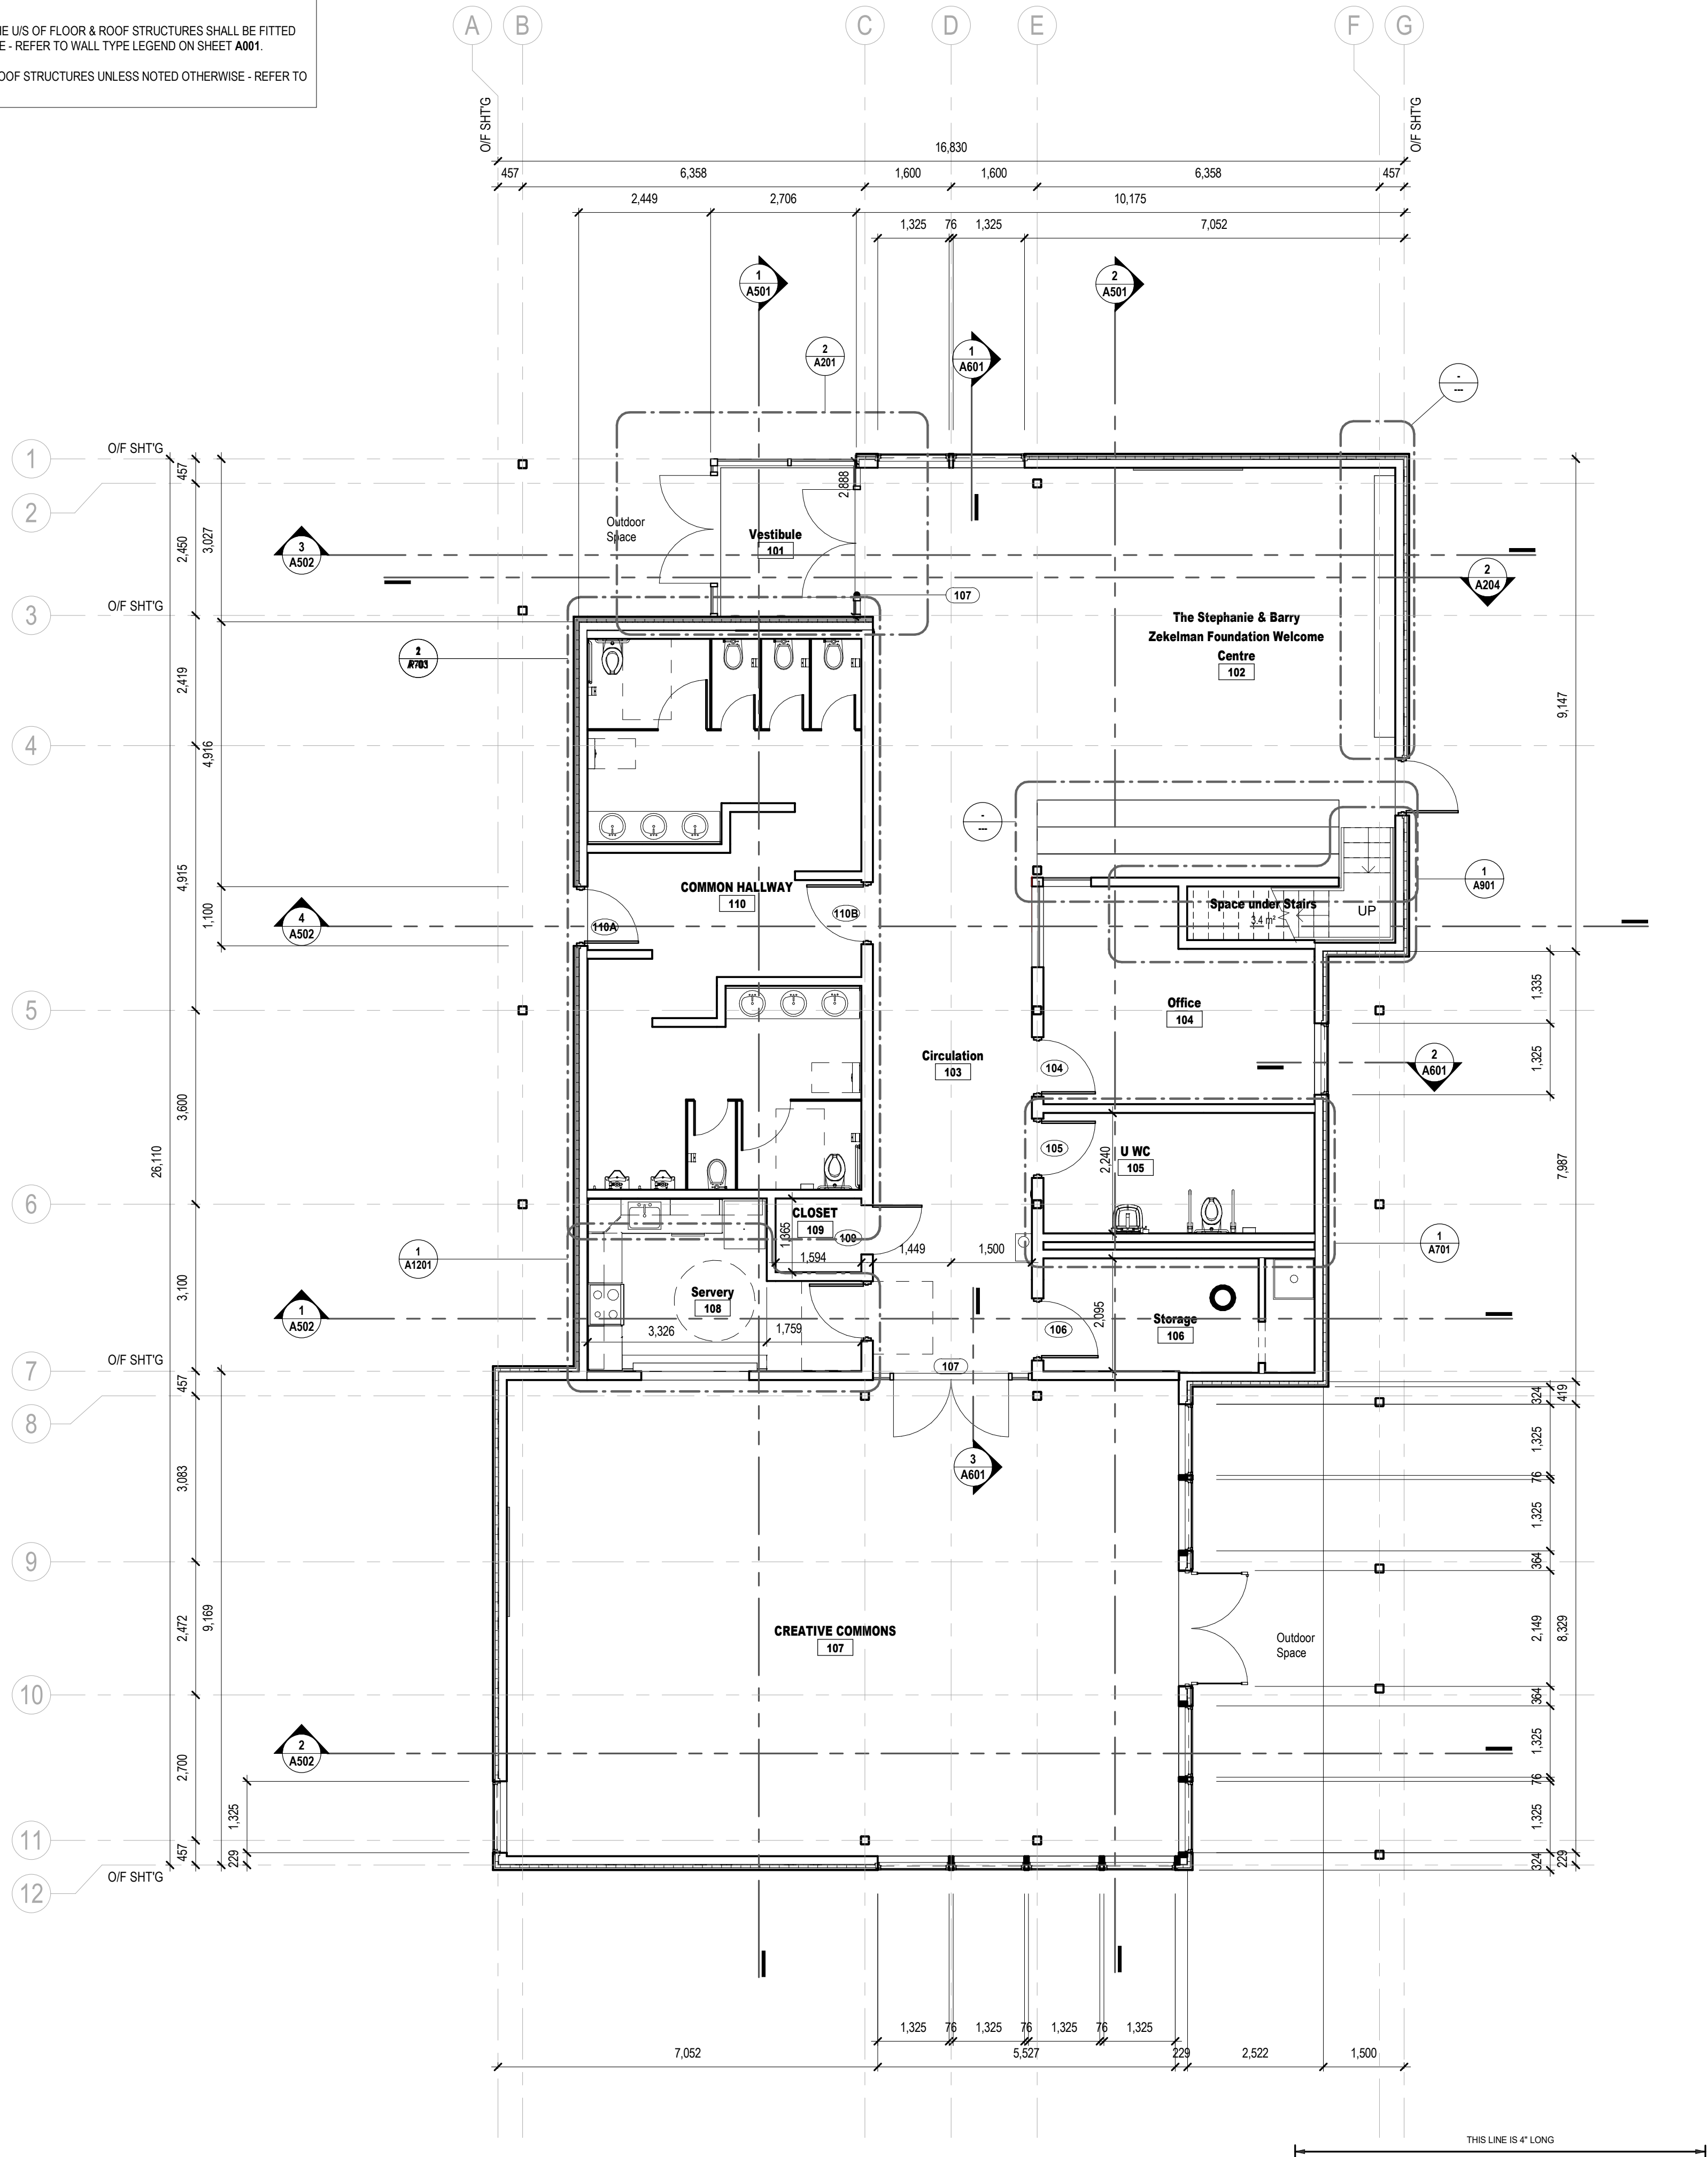 HE U/S OF FLOOR & ROOF STRUCTURES SHALL BE FITTED
E - REFER TO WALL TYPE LEGEND ON SHEET A001.
OOF STRUCTURES UNLESS NOTED OTHERWISE - REFER TO
A B C D E F G
O/F SHT'G
O/F SHT'G
16,830
457 6,358 1,600 1,600 6,358 457
2,449 2,706 10,175
1,325 76 1,325 7,052
1
A501
2
A501
2
A201
1
A601
-
---
1
O/F SHT'G
457
2,888
2
Outdoor
Space
Vestibule
101
2,450
3,027
3
A502
2
A204
3
O/F SHT'G
107
The Stephanie & Barry
Zekelman Foundation Welcome
Centre
102
2
2,419
9,147
4
4,916
-
---
4,915
COMMON HALLWAY
110
1
A901
1,100
4
A502
110A
110B
Space under Stairs
3.4 m²
UP
5
Office
104
1,335
Circulation
103
104
2
A601
1,325
3,600
26,110
105
2,240
U WC
105
7,987
6
CLOSET
109
109
1,365
1,594
1,449
1,500
1
A1201
1
A701
3,100
Servery
108
3,326
1,759
1
A502
106
2,095
Storage
106
7
O/F SHT'G
107
457
324
419
8
3
A601
3,083
1,325
76
1,325
9
364
2,472
9,169
CREATIVE COMMONS
107
Outdoor
Space
2,149
8,329
10
364
2
A502
2,700
1,325
76
1,325
1,325
11
457
229
324
229
12
O/F SHT'G
1,325 76 1,325 76 1,325 76 1,325
7,052 5,527 229 2,522 1,500
THIS LINE IS 4" LONG